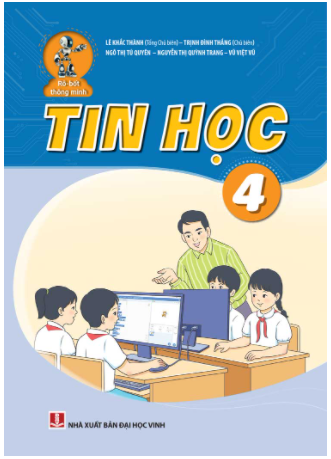 LÊ KHẮC THÀNH (Tổng Chủ biên) – TRỊNH ĐÌNH THẮNG (Chủ biên)
NGÔ THỊ TÚ QUYÊN – NGUYỄN THỊ QUỲNH TRANG – VŨ VIỆT VŨ
Rô-bốt
thông minh
TIN HỌC
4
NHÀ XUẤT BẢN ĐẠI HỌC VINH